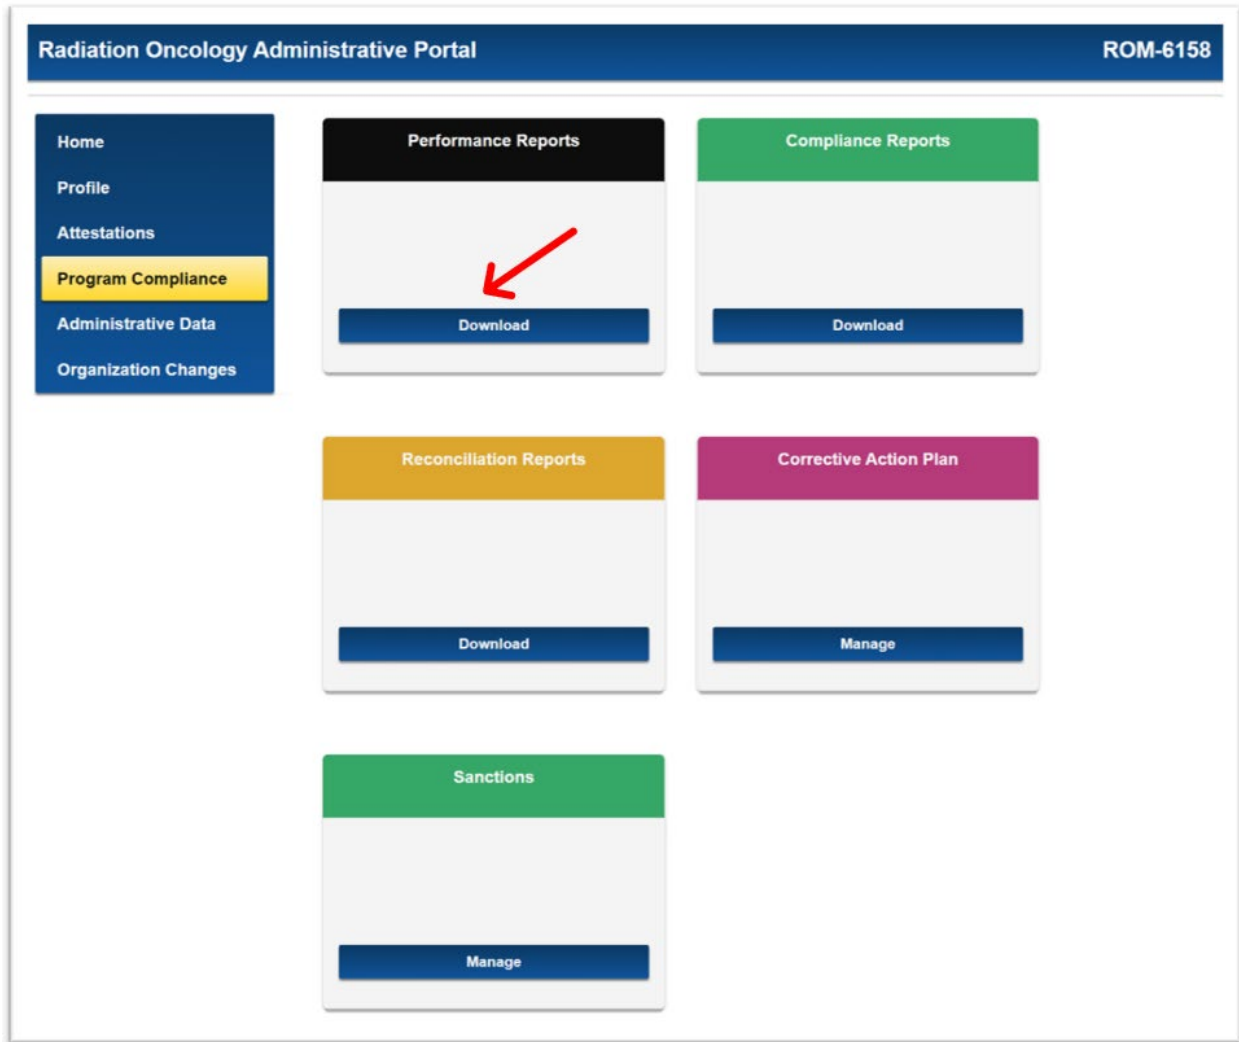 Radiation Oncology Administrative Portal
ROM-6158
Home
Profile
Attestations
Program Compliance
Administrative Data
Organization Changes
Performance Reports
Download
Compliance Reports
Download
Reconciliation Reports
Download
Corrective Action Plan
Manage
Sanctions
Manage